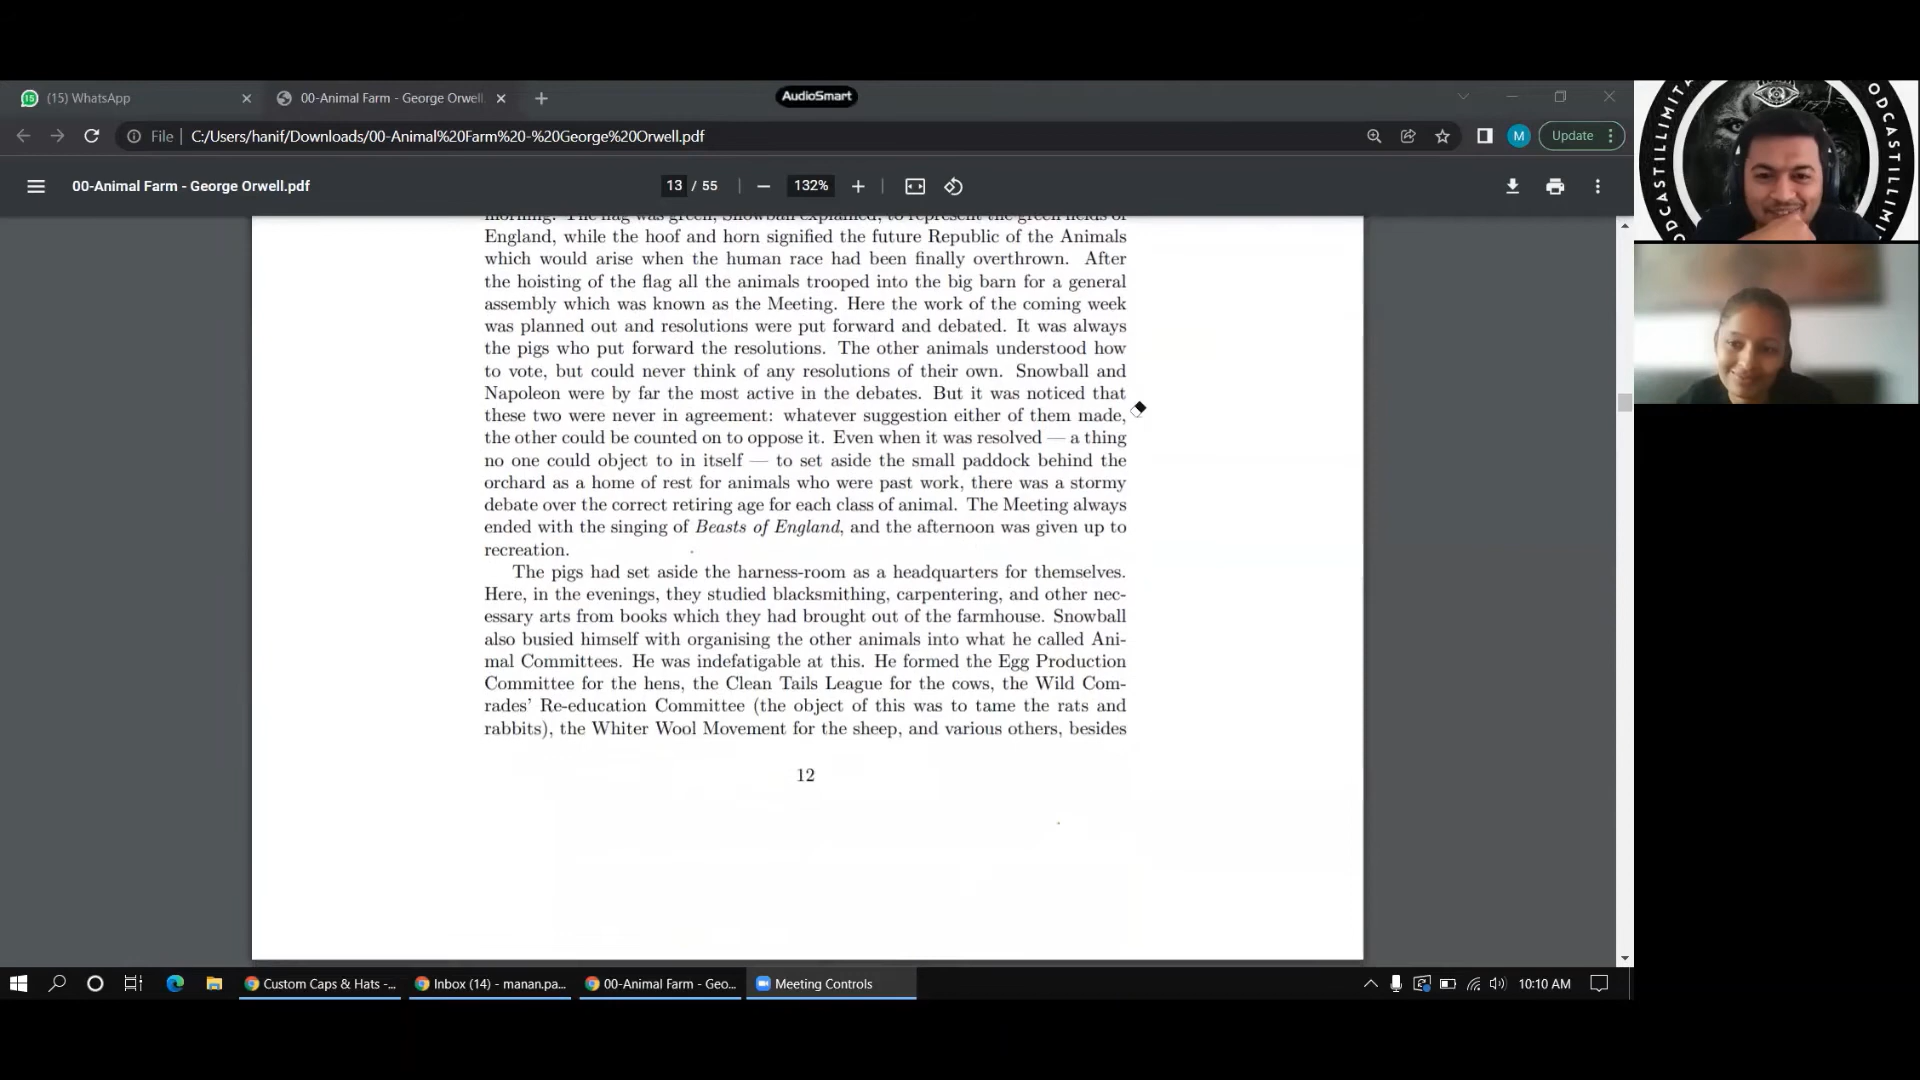 AudioSmart
(15) WhatsApp
00-Animal Farm - George Orwell
File
C:/Users/hanif/Downloads/00-Animal%20Farm%20-%20George%20Orwell.pdf
M
Update
00-Animal Farm - George Orwell.pdf
13 / 55
132%
morning. The flag was green, Snowball explained, to represent the green fields of
England, while the hoof and horn signified the future Republic of the Animals
which would arise when the human race had been finally overthrown. After
the hoisting of the flag all the animals trooped into the big barn for a general
assembly which was known as the Meeting. Here the work of the coming week
was planned out and resolutions were put forward and debated. It was always
the pigs who put forward the resolutions. The other animals understood how
to vote, but could never think of any resolutions of their own. Snowball and
Napoleon were by far the most active in the debates. But it was noticed that
these two were never in agreement: whatever suggestion either of them made,
the other could be counted on to oppose it. Even when it was resolved — a thing
no one could object to in itself — to set aside the small paddock behind the
orchard as a home of rest for animals who were past work, there was a stormy
debate over the correct retiring age for each class of animal. The Meeting always
ended with the singing of Beasts of England, and the afternoon was given up to
recreation.
The pigs had set aside the harness-room as a headquarters for themselves.
Here, in the evenings, they studied blacksmithing, carpentering, and other nec-
essary arts from books which they had brought out of the farmhouse. Snowball
also busied himself with organising the other animals into what he called Ani-
mal Committees. He was indefatigable at this. He formed the Egg Production
Committee for the hens, the Clean Tails League for the cows, the Wild Com-
rades’ Re-education Committee (the object of this was to tame the rats and
rabbits), the Whiter Wool Movement for the sheep, and various others, besides
12
Custom Caps & Hats -...
Inbox (14) - manan.pa...
00-Animal Farm - Geo...
Meeting Controls
10:10 AM